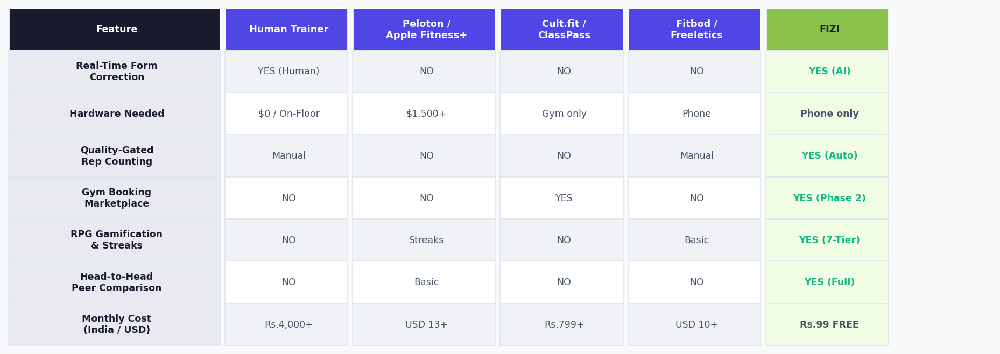 Feature
Human Trainer
Peloton /
Apple Fitness+
Cult.fit /
ClassPass
Fitbod /
Freeletics
FIZI
Real-Time Form
Correction
YES (Human)
NO
NO
NO
YES (AI)
Hardware Needed
$0 / On-Floor
$1,500+
Gym only
Phone
Phone only
Quality-Gated
Rep Counting
Manual
NO
NO
Manual
YES (Auto)
Gym Booking
Marketplace
NO
NO
YES
NO
YES (Phase 2)
RPG Gamification
& Streaks
NO
Streaks
NO
Basic
YES (7-Tier)
Head-to-Head
Peer Comparison
NO
Basic
NO
NO
YES (Full)
Monthly Cost
(India / USD)
Rs.4,000+
USD 13+
Rs.799+
USD 10+
Rs.99 FREE